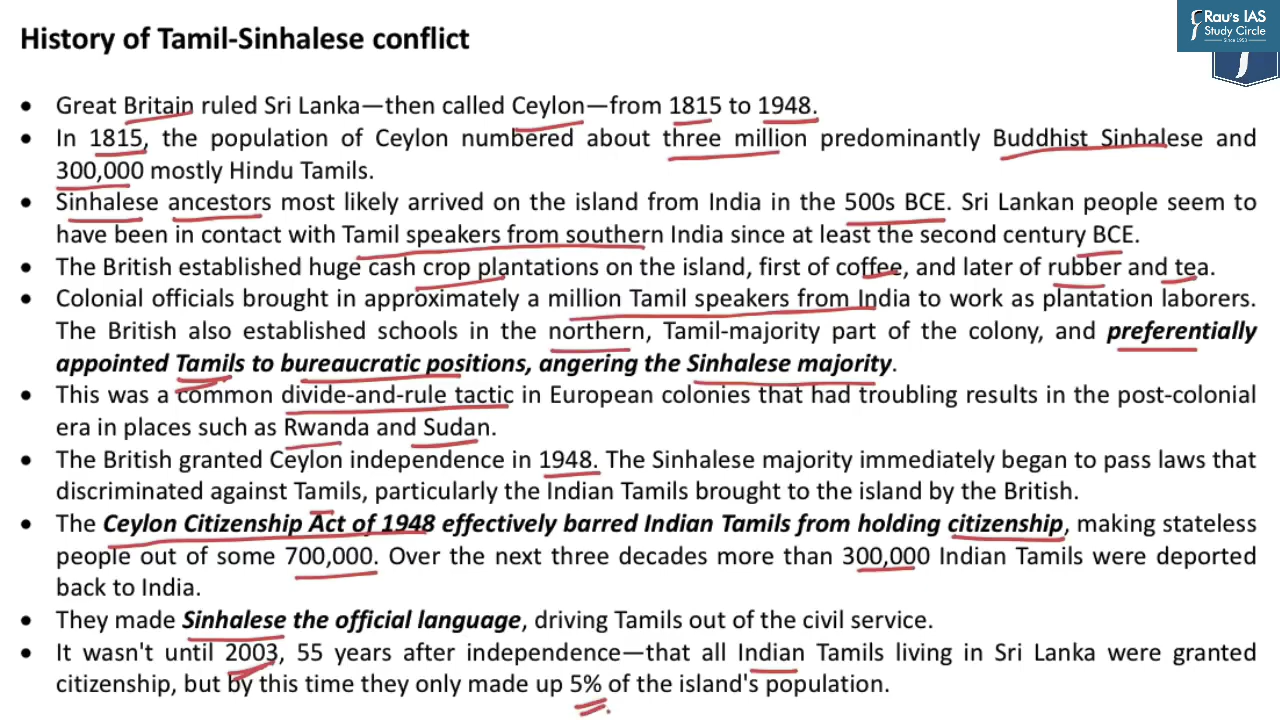 History of Tamil-Sinhalese conflict
Rau's IAS
Study Circle
Since 1953
• Great Britain ruled Sri Lanka—then called Ceylon—from 1815 to 1948.
• In 1815, the population of Ceylon numbered about three million predominantly Buddhist Sinhalese and
300,000 mostly Hindu Tamils.
• Sinhalese ancestors most likely arrived on the island from India in the 500s BCE. Sri Lankan people seem to
have been in contact with Tamil speakers from southern India since at least the second century BCE.
• The British established huge cash crop plantations on the island, first of coffee, and later of rubber and tea.
• Colonial officials brought in approximately a million Tamil speakers from India to work as plantation laborers.
The British also established schools in the northern, Tamil-majority part of the colony, and preferentially
appointed Tamils to bureaucratic positions, angering the Sinhalese majority.
• This was a common divide-and-rule tactic in European colonies that had troubling results in the post-colonial
era in places such as Rwanda and Sudan.
• The British granted Ceylon independence in 1948. The Sinhalese majority immediately began to pass laws that
discriminated against Tamils, particularly the Indian Tamils brought to the island by the British.
• The Ceylon Citizenship Act of 1948 effectively barred Indian Tamils from holding citizenship, making stateless
people out of some 700,000. Over the next three decades more than 300,000 Indian Tamils were deported
back to India.
• They made Sinhalese the official language, driving Tamils out of the civil service.
• It wasn't until 2003, 55 years after independence—that all Indian Tamils living in Sri Lanka were granted
citizenship, but by this time they only made up 5% of the island's population.